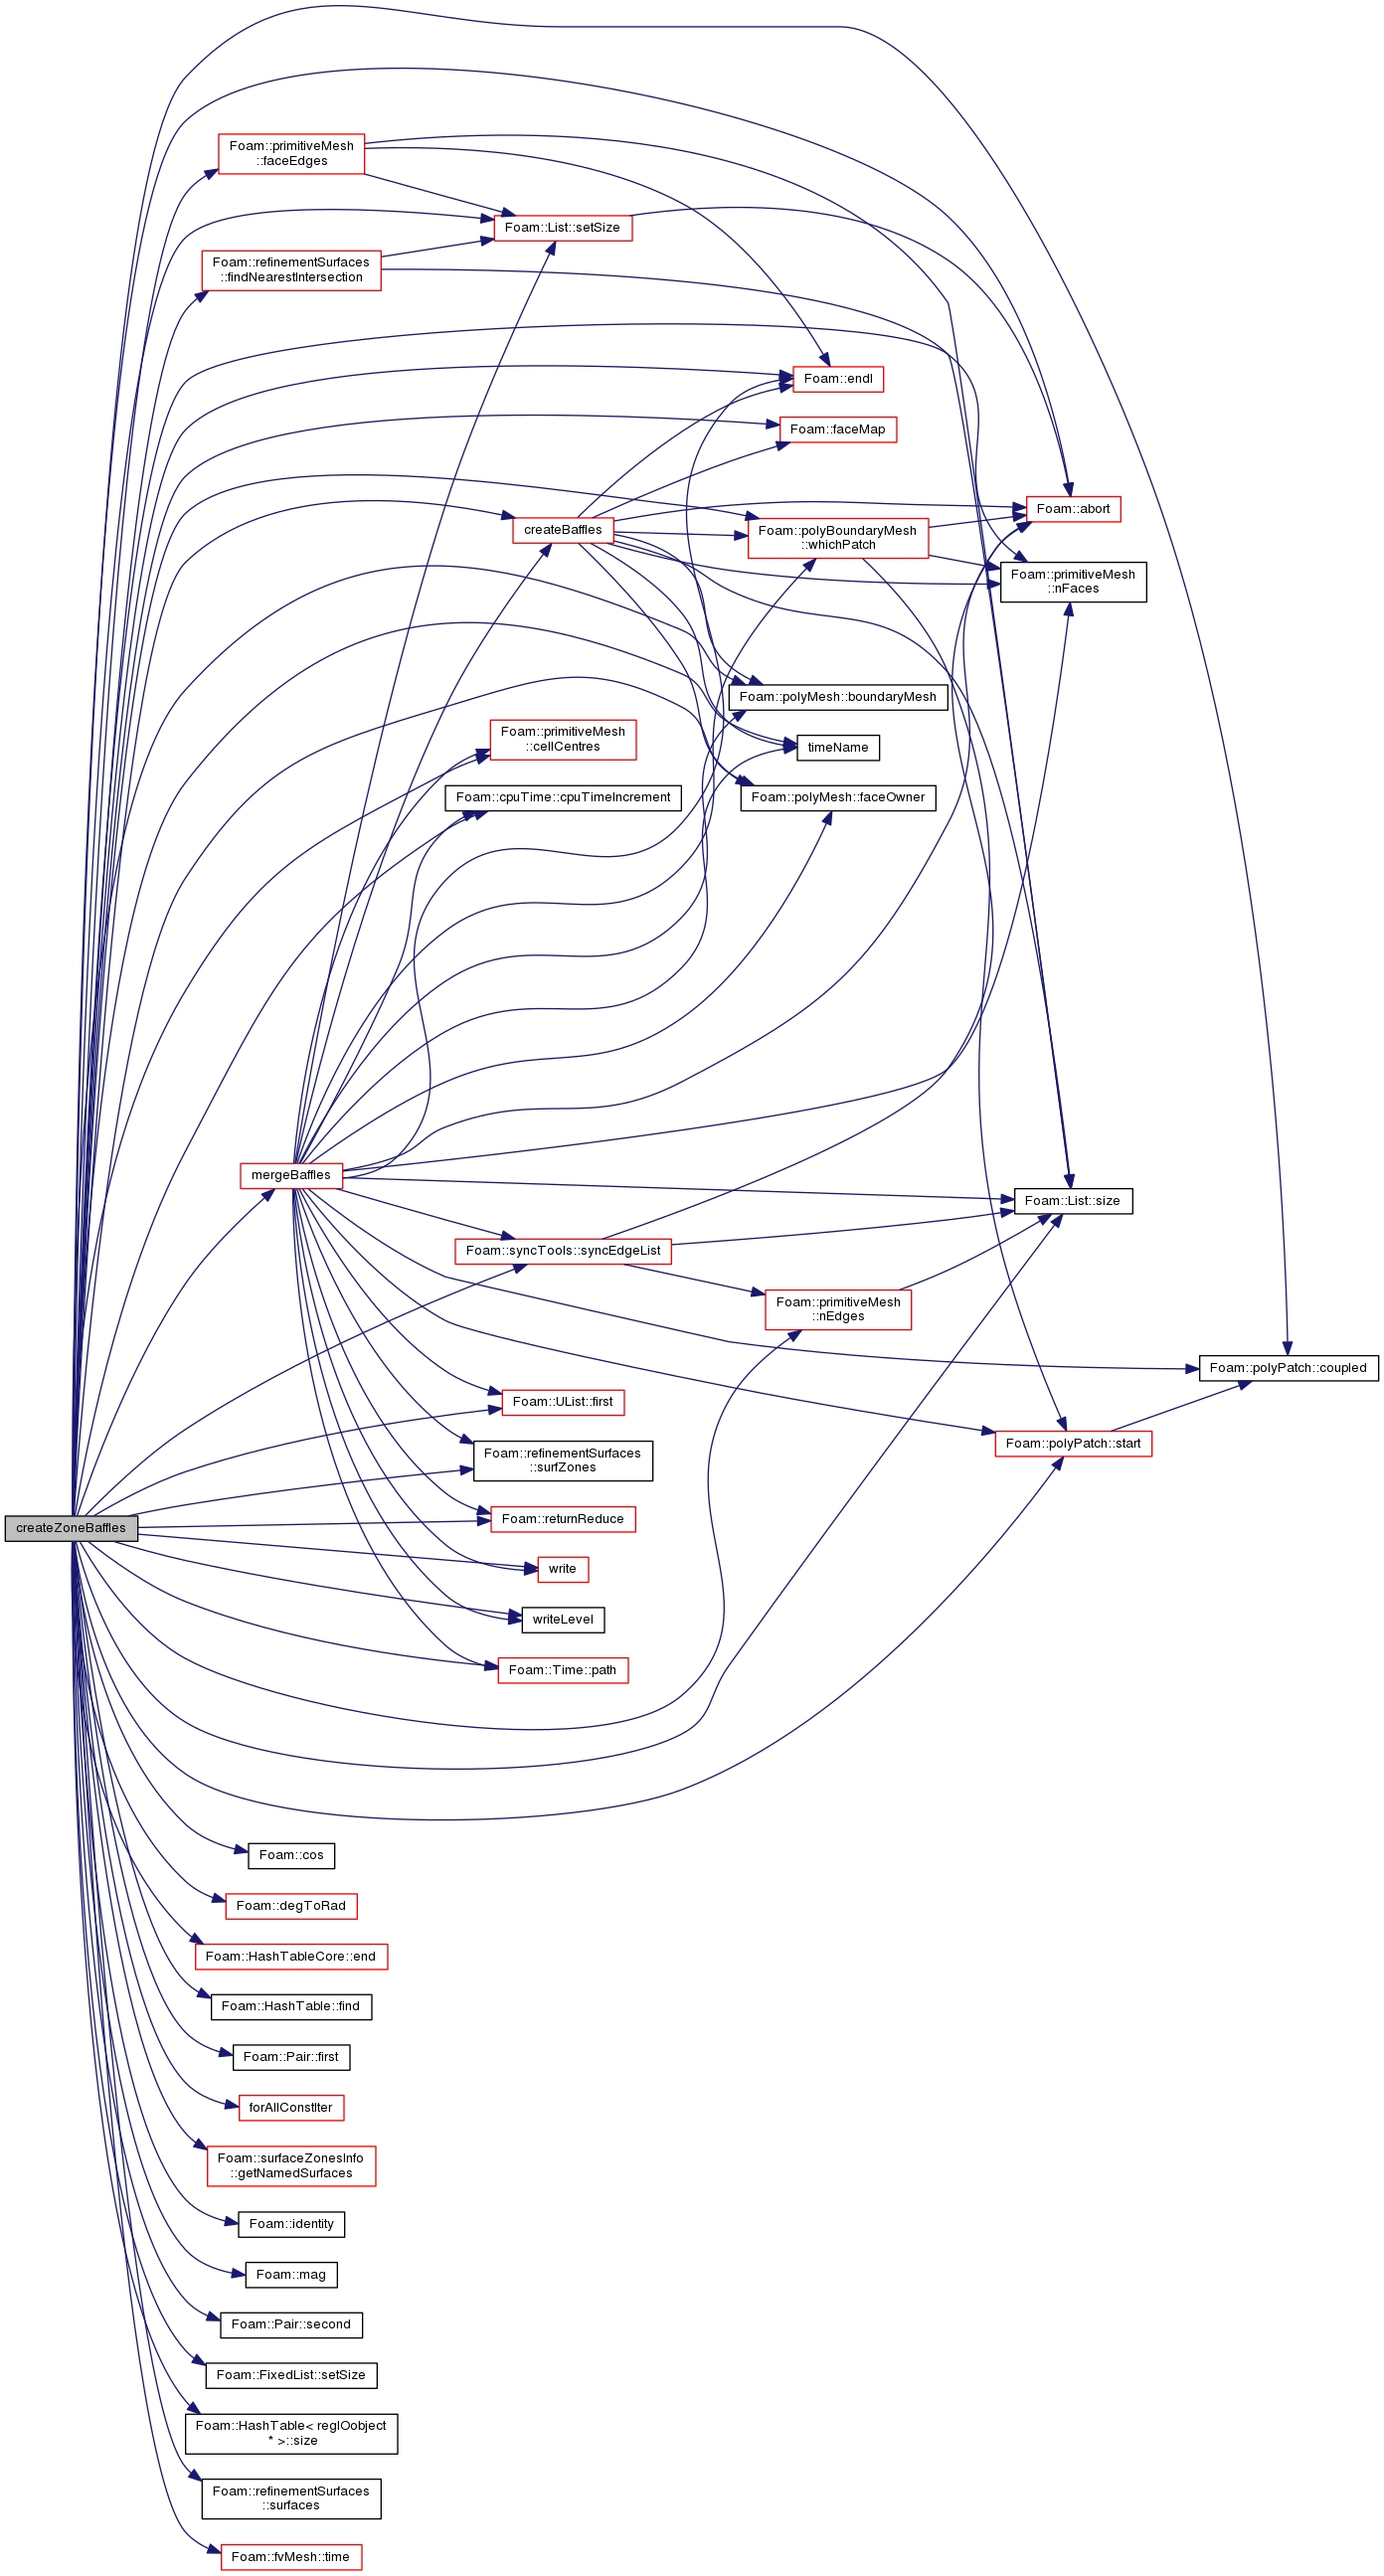 Foam::primitiveMesh
::faceEdges
Foam::List::setSize
Foam::refinementSurfaces
::findNearestIntersection
Foam::endl
Foam::faceMap
Foam::abort
createBaffles
Foam::polyBoundaryMesh
::whichPatch
Foam::primitiveMesh
::nFaces
Foam::polyMesh::boundaryMesh
Foam::primitiveMesh
::cellCentres
timeName
Foam::cpuTime::cpuTimeIncrement
Foam::polyMesh::faceOwner
mergeBaffles
Foam::List::size
Foam::syncTools::syncEdgeList
Foam::primitiveMesh
::nEdges
Foam::polyPatch::coupled
Foam::UList::first
Foam::polyPatch::start
Foam::refinementSurfaces
::surfZones
createZoneBaffles
Foam::returnReduce
write
writeLevel
Foam::Time::path
Foam::cos
Foam::degToRad
Foam::HashTableCore::end
Foam::HashTable::find
Foam::Pair::first
forAllConstIter
Foam::surfaceZonesInfo
::getNamedSurfaces
Foam::identity
Foam::mag
Foam::Pair::second
Foam::FixedList::setSize
Foam::HashTable< regIOobject
* >::size
Foam::refinementSurfaces
::surfaces
Foam::fvMesh::time